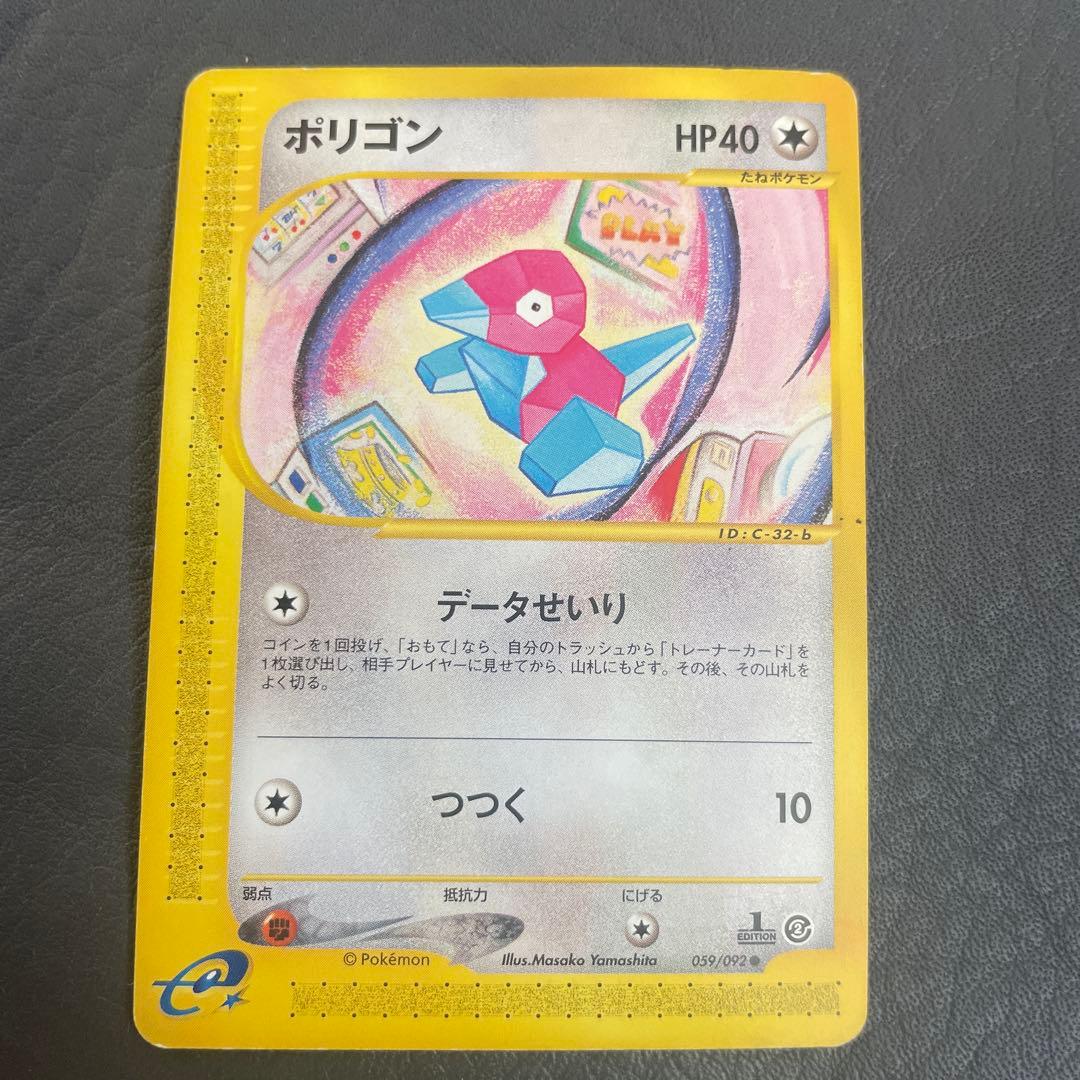 ポリゴン
HP40
たねポケモン
PLAY
ID:C-32-b
データせいり
コインを1回投げ、「おもて」なら、自分のトラッシュから「トレーナーカード」を
1枚選び出し、相手プレイヤーに見せてから、山札にもどす。その後、その山札を
よく切る。
つつく 10
弱点 抵抗力 にげる
1 EDITION 2
© Pokémon Illus.Masako Yamashita 059/092 ●
e